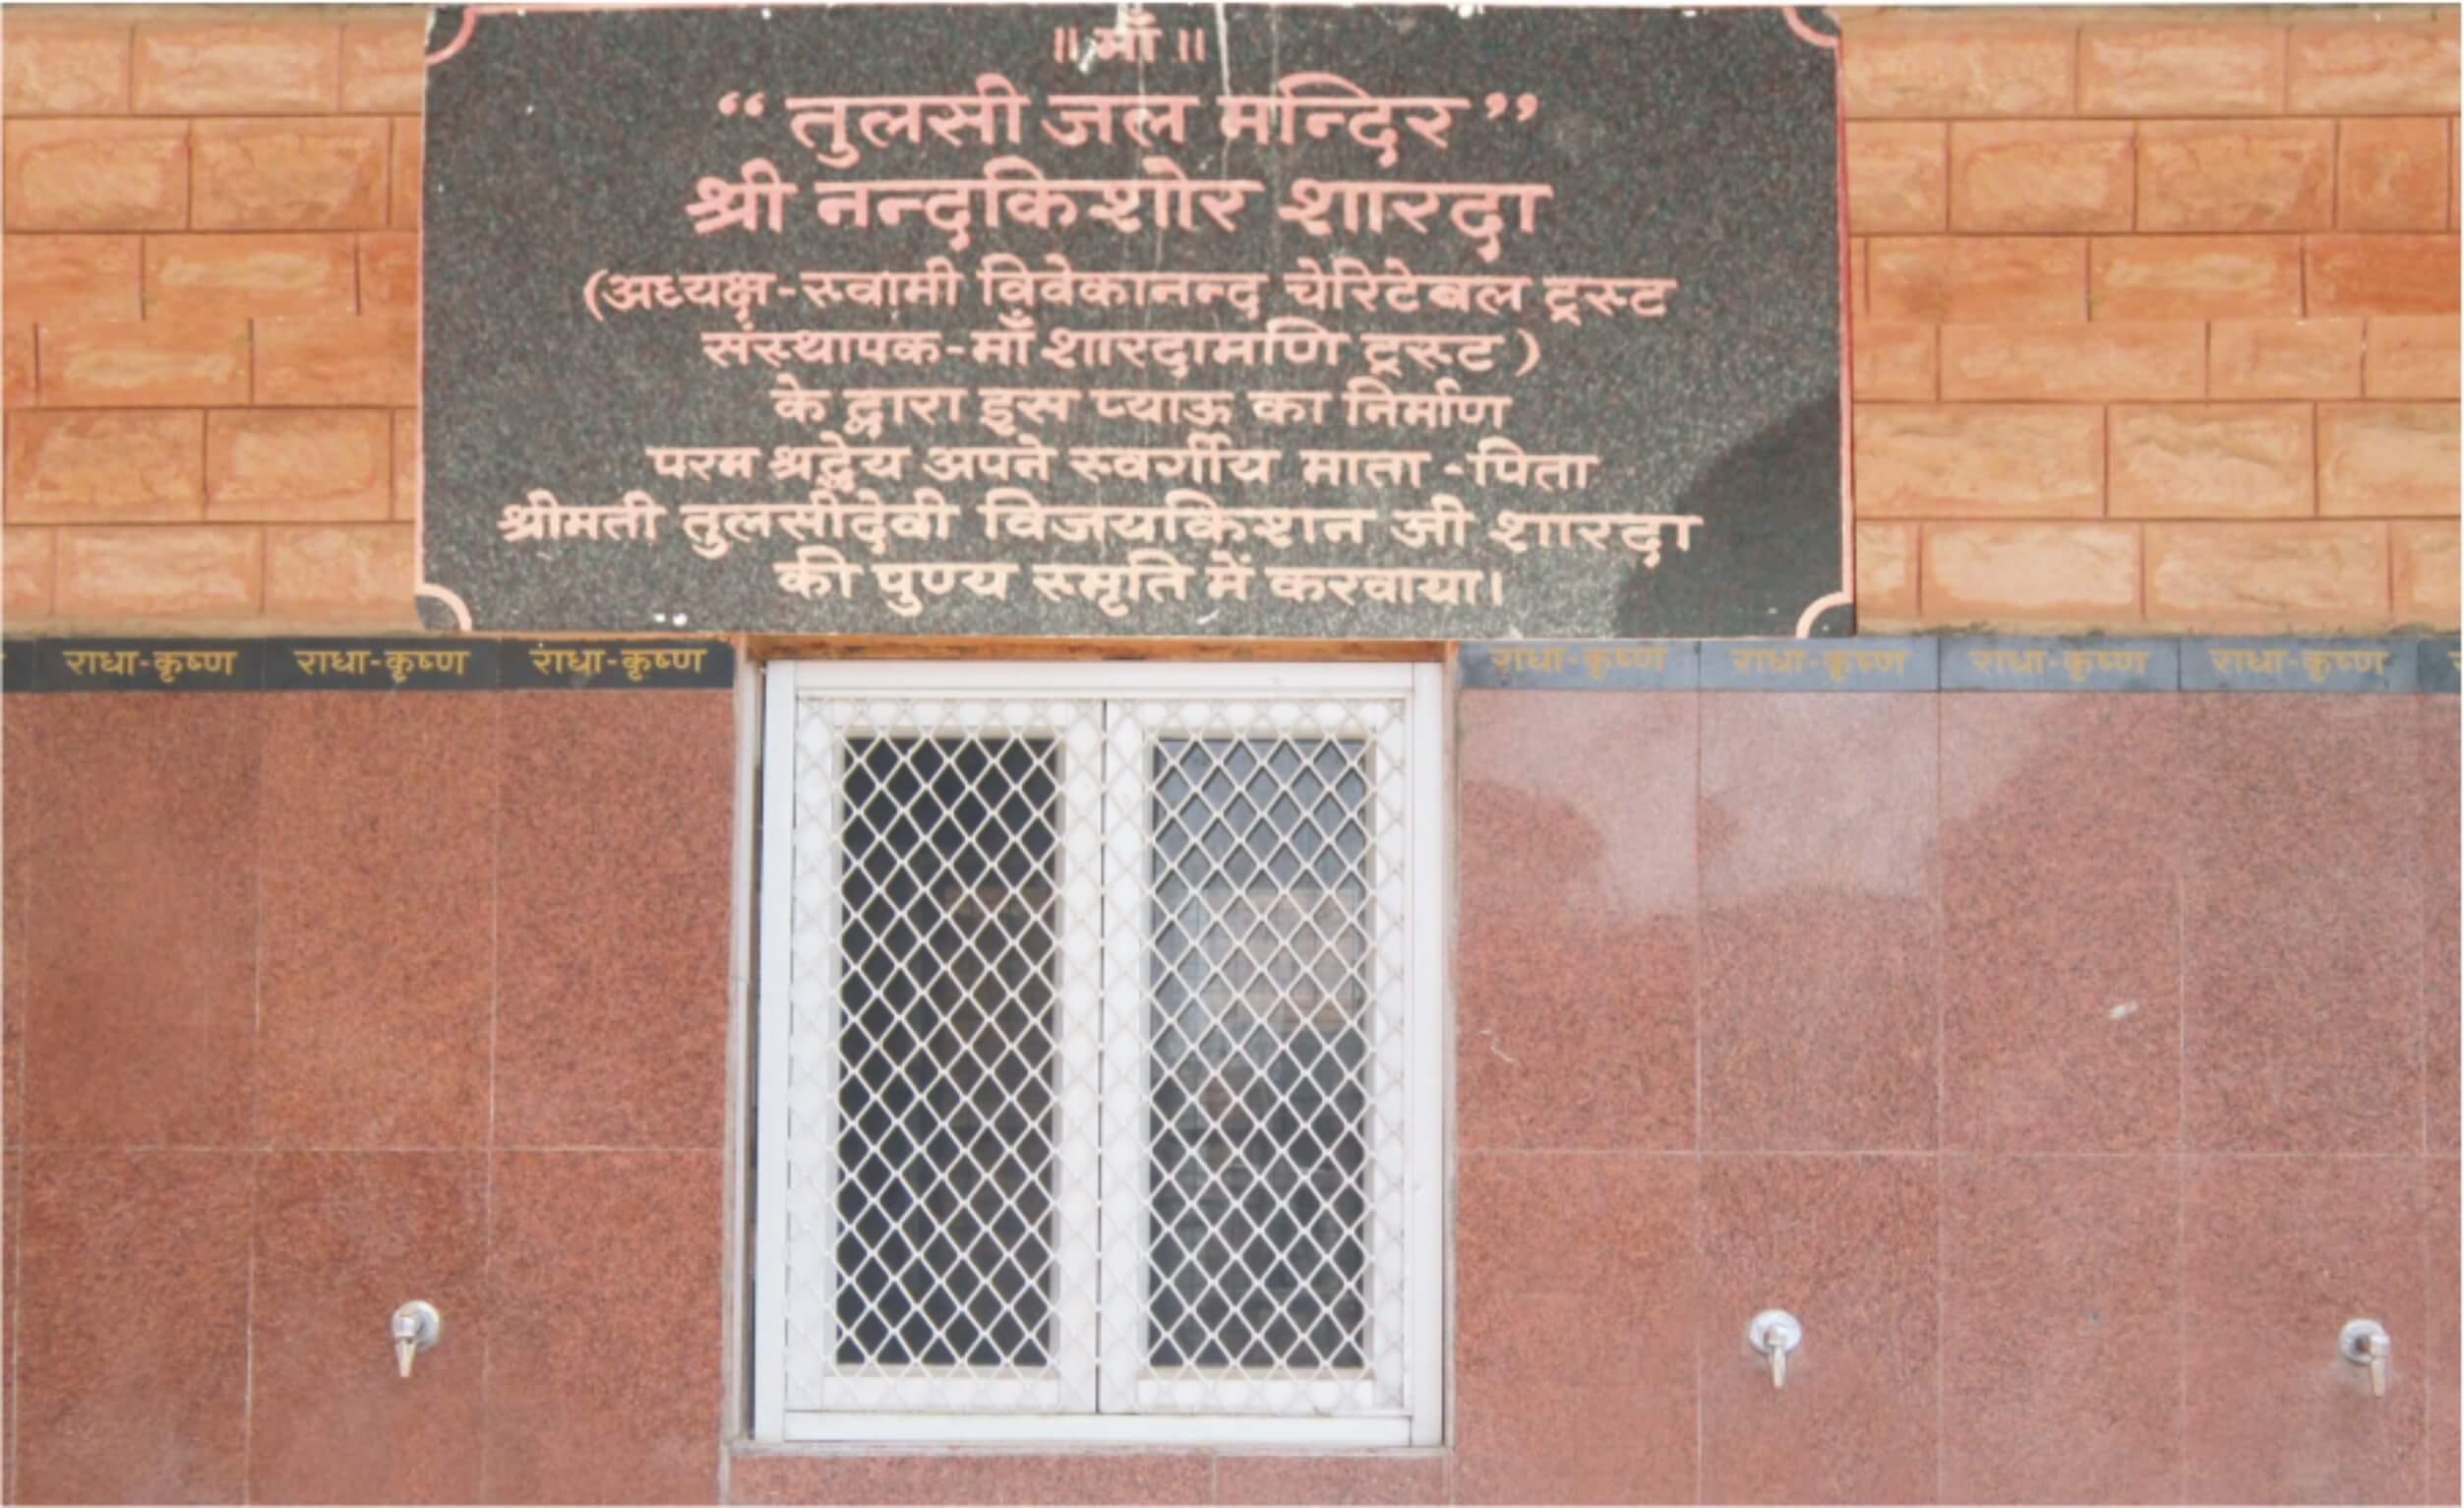 ॥ माँ ॥
“ तुलसी जल मन्दिर ”
श्री नन्दकिशोर शारदा
(अध्यक्ष-स्वामी विवेकानन्द चेरिटेबल ट्रस्ट
संस्थापक-माँ शारदामणि ट्रस्ट )
के द्वारा इस प्याऊ का निर्माण
परम श्रद्धेय अपने स्वर्गीय माता -पिता
श्रीमती तुलसीदेवी विजयकिशन जी शारदा
की पुण्य स्मृति में करवाया।
राधा-कृष्ण राधा-कृष्ण राधा-कृष्ण राधा-कृष्ण राधा-कृष्ण राधा-कृष्ण राधा-कृष्ण